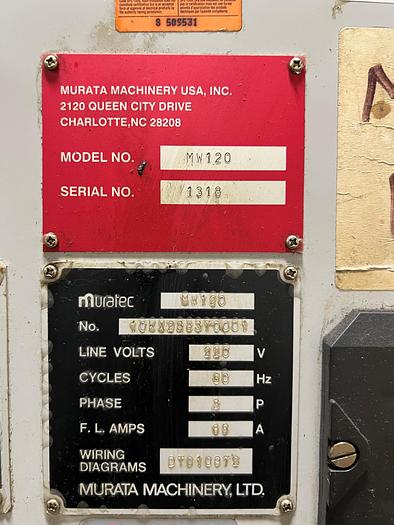 S 509531
MURATA MACHINERY USA, INC.
2120 QUEEN CITY DRIVE
CHARLOTTE, NC 28208
MODEL NO. MW120
SERIAL NO. 1318
muratec MW120
No.
LINE VOLTS 220 V
CYCLES 60 Hz
PHASE 3 P
F. L. AMPS A
WIRING
DIAGRAMS
MURATA MACHINERY, LTD.